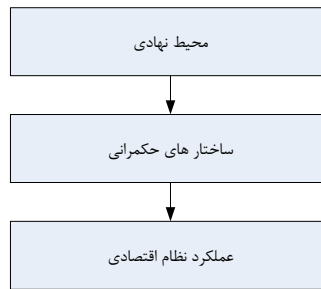 محیط نهادی
ساختار های حکمرانی
عملکرد نظام اقتصادی